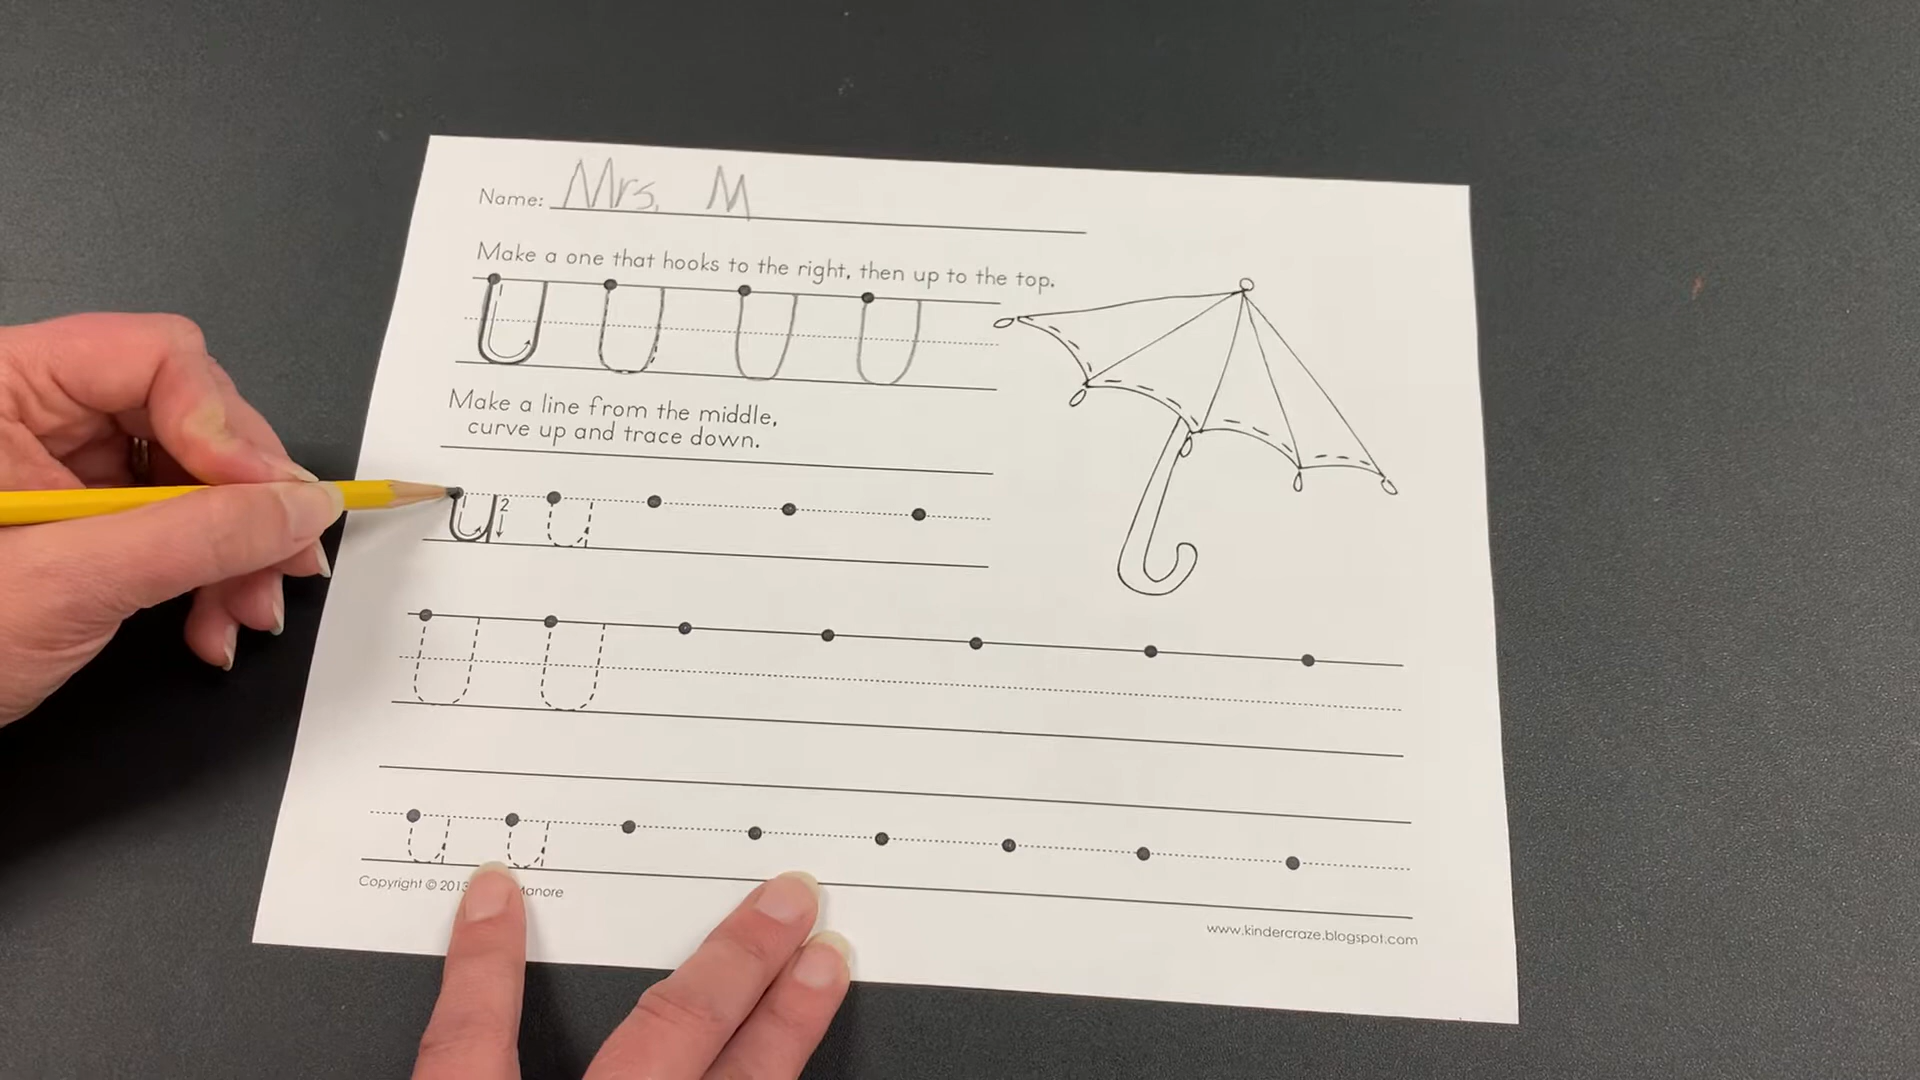 Name: Mrs. M
Make a one that hooks to the right, then up to the top.
U U U U
Make a line from the middle,
curve up and trace down.
u 2 u
U U
u u
Copyright © 2013 Manore
www.kindercraze.blogspot.com